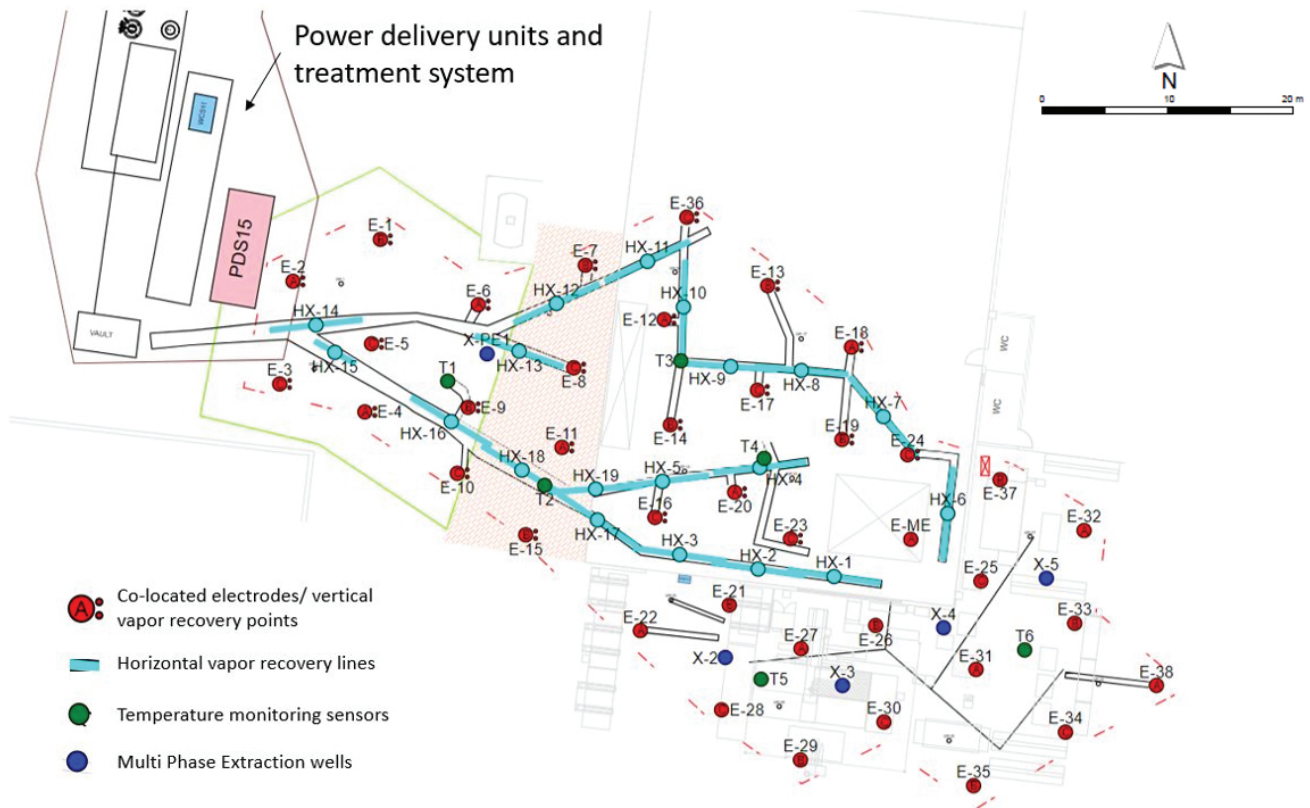 Power delivery units and
treatment system
N
0 10 20 m
WCS11
PDS15
VAULT
E-1
E-2
E-36
E-7
HX-11
E-13
HX-14
E-6
HX-12
HX-10
E-12
E-18
WC
X-PE1
HX-15
E-5
HX-13
T3
HX-9
HX-8
E-3
T1
E-8
E-17
HX-7
WC
E-4
E-9
HX-16
E-11
E-14
E-19
T4
E-24
HX-18
HX-19
HX-5
HX-4
E-10
T2
E-20
E-37
E-16
HX-6
HX-17
E-15
E-23
E-ME
E-32
HX-3
HX-2
HX-1
E-25
X-5
E-21
E-22
X-4
E-33
E-27
E-26
T6
X-2
X-3
E-31
T5
E-38
E-28
E-30
E-34
E-29
E-35
A
Co-located electrodes/ vertical
vapor recovery points
Horizontal vapor recovery lines
Temperature monitoring sensors
Multi Phase Extraction wells